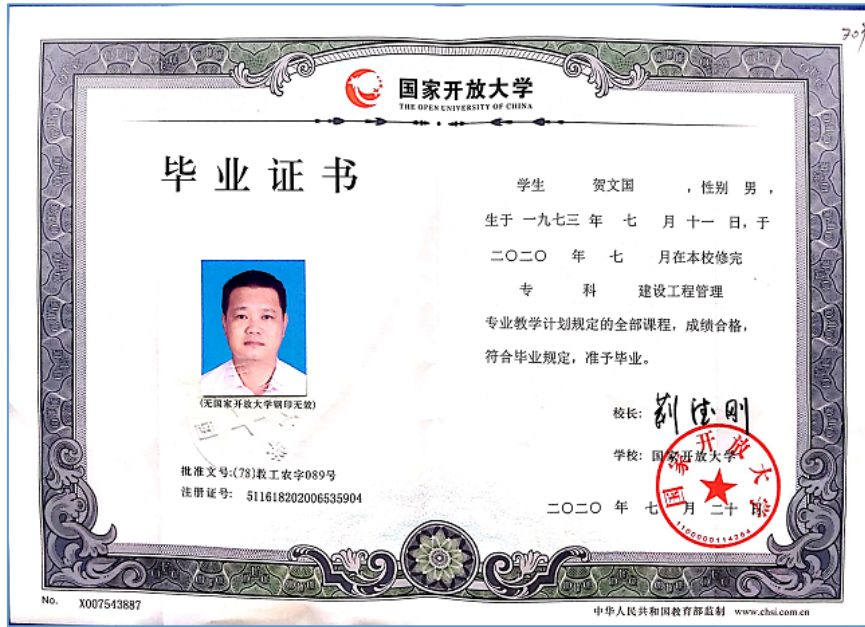 国家开放大学
THE OPEN UNIVERSITY OF CHINA
毕业证书
(无国家开放大学钢印无效)
批准文号:(78)教工农字089号
注册证号: 511618202006535904
学生 贺文国 ,性别 男 ,
生于 一九七三 年 七 月 十一 日,于
二〇二〇 年 七 月在本校修完
专 科 建设工程管理
专业教学计划规定的全部课程,成绩合格,
符合毕业规定,准予毕业。
校长:
学校: 国家开放大学
二〇二〇 年 七 月 二十 日
国家开放大学
1100000114264
No. X007543887
中华人民共和国教育部监制 www.chsi.com.cn